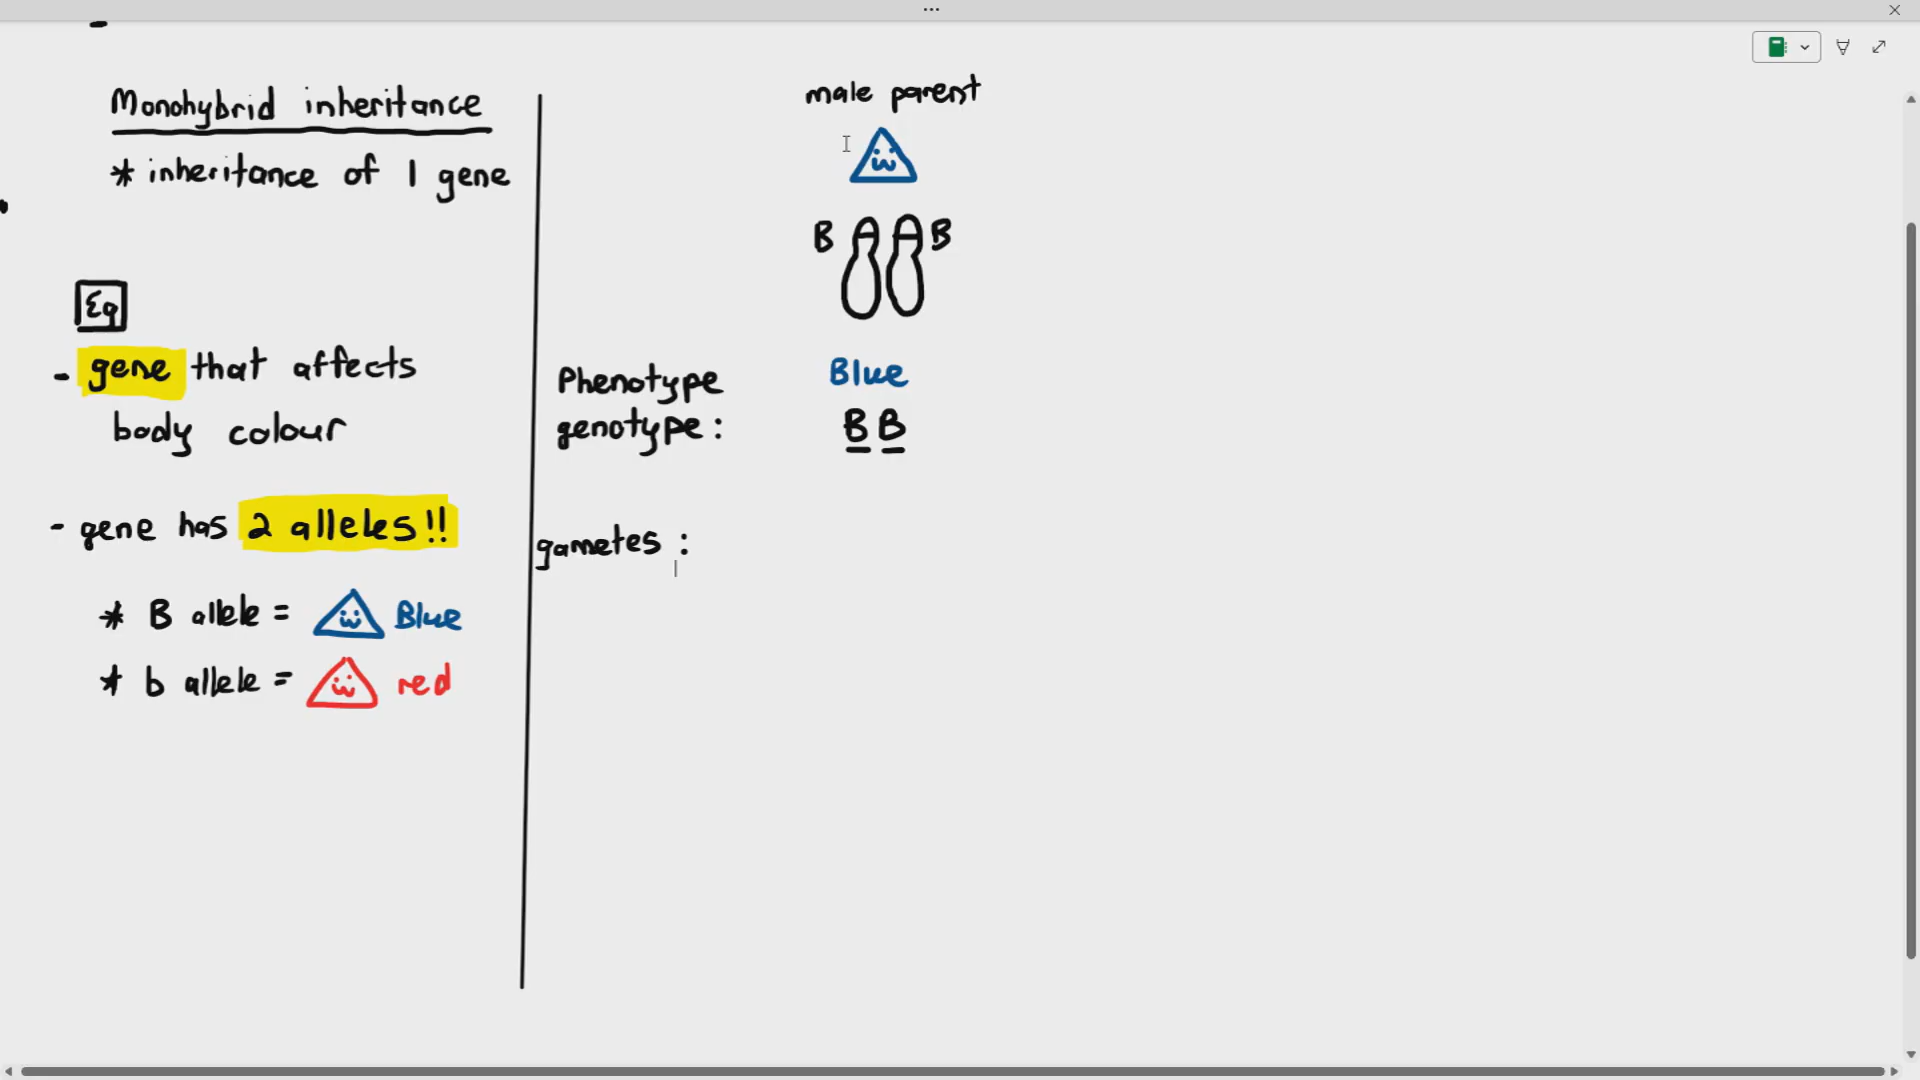 Monohybrid inheritance
* inheritance of 1 gene
Eg
- gene that affects
body colour
- gene has 2 alleles!!
* B allele = Blue
* b allele = red
male parent
B B
Phenotype Blue
genotype: BB
gametes :